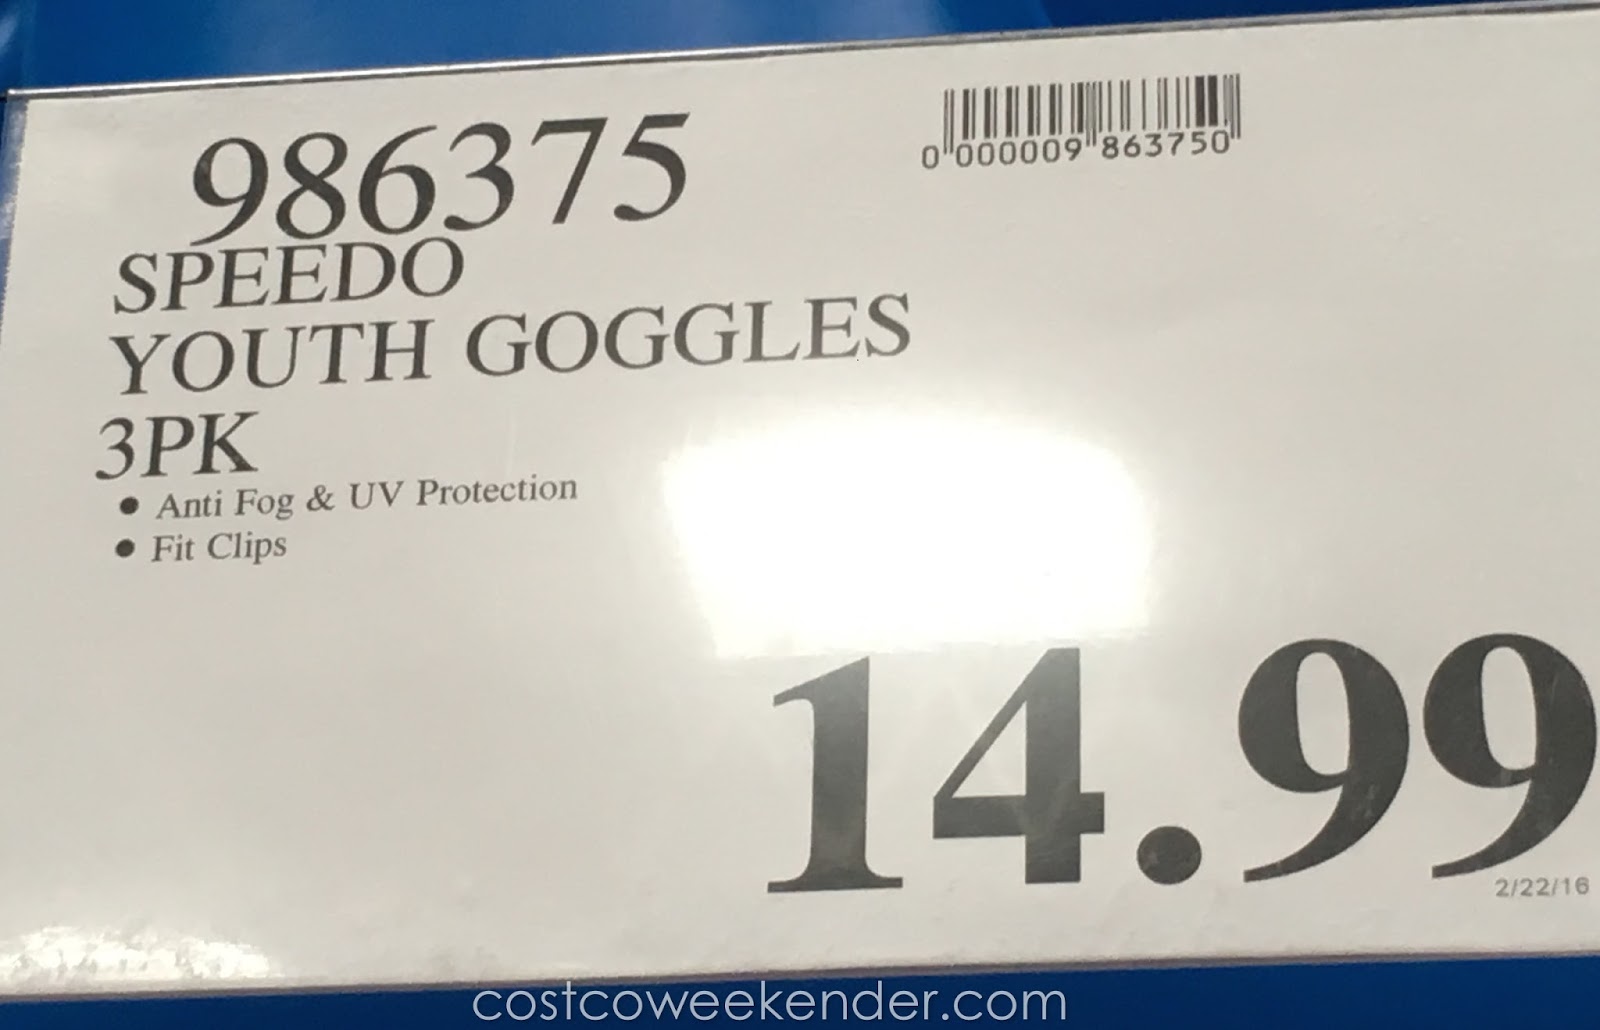 986375
0 000009 863750
SPEEDO
YOUTH GOGGLES
3PK
• Anti Fog & UV Protection
• Fit Clips
14.99
2/22/16
costcoweekender.com